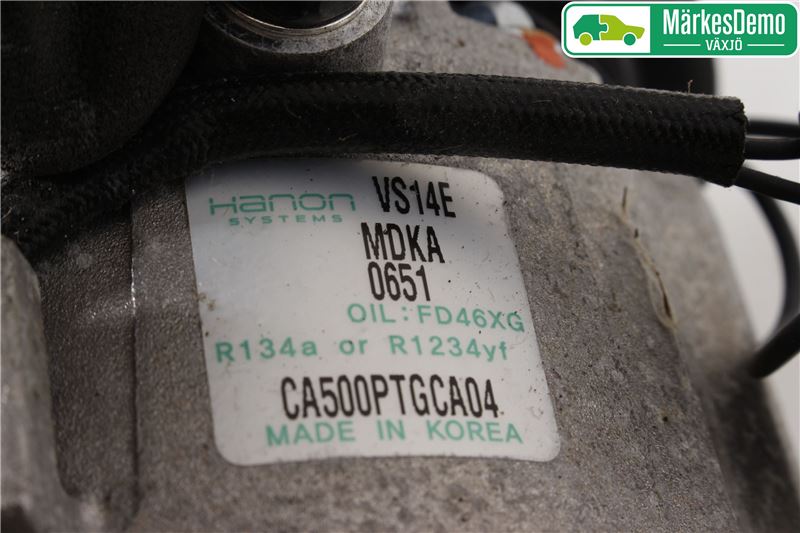 MärkesDemo
VÄXJÖ
Hanon VS14E
SYSTEMS
MDKA
0651
OIL:FD46XG
R134a or R1234yf
CA500PTGCA04
MADE IN KOREA